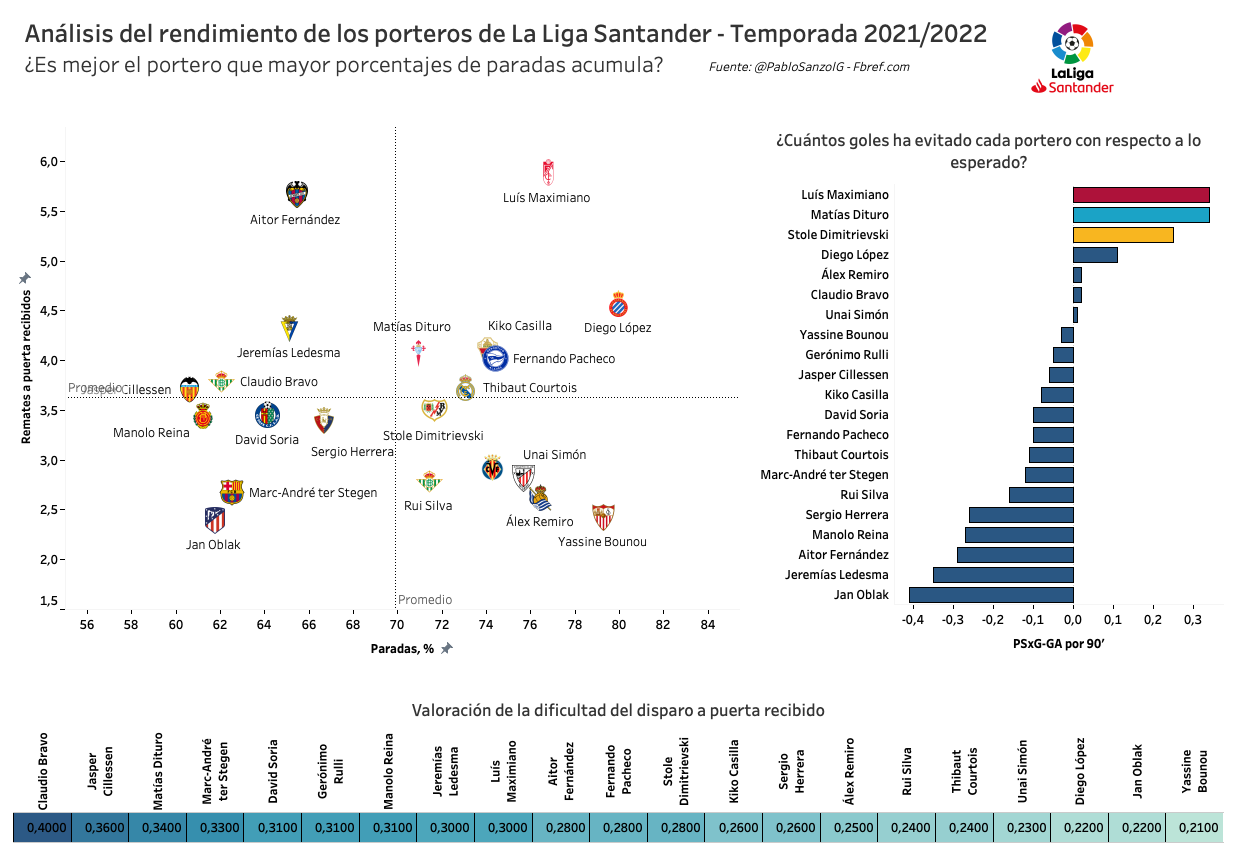 Análisis del rendimiento de los porteros de La Liga Santander - Temporada 2021/2022
¿Es mejor el portero que mayor porcentajes de paradas acumula?
Fuente: @PabloSanzolG - Fbref.com
LaLiga
Santander
Remates a puerta recibidos
6,0
5,5
5,0
4,5
4,0
3,5
3,0
2,5
2,0
1,5
Luís Maximiano
Aitor Fernández
Diego López
Matías Dituro
Kiko Casilla
Jeremías Ledesma
Fernando Pacheco
Claudio Bravo
Thibaut Courtois
Promedio
Jasper Cillessen
Manolo Reina
David Soria
Stole Dimitrievski
Sergio Herrera
Unai Simón
Marc-André ter Stegen
Rui Silva
Álex Remiro
Jan Oblak
Yassine Bounou
Promedio
56 58 60 62 64 66 68 70 72 74 76 78 80 82 84
Paradas, %
¿Cuántos goles ha evitado cada portero con respecto a lo
esperado?
Luís Maximiano
Matías Dituro
Stole Dimitrievski
Diego López
Álex Remiro
Claudio Bravo
Unai Simón
Yassine Bounou
Gerónimo Rulli
Jasper Cillessen
Kiko Casilla
David Soria
Fernando Pacheco
Thibaut Courtois
Marc-André ter Stegen
Rui Silva
Sergio Herrera
Manolo Reina
Aitor Fernández
Jeremías Ledesma
Jan Oblak
-0,4 -0,3 -0,2 -0,1 0,0 0,1 0,2 0,3
PSxG-GA por 90’
Valoración de la dificultad del disparo a puerta recibido
Claudio Bravo
Jasper
Cillessen
Matías Dituro
Marc-André
ter Stegen
David Soria
Gerónimo
Rulli
Manolo Reina
Jeremías
Ledesma
Luís
Maximiano
Aitor
Fernández
Fernando
Pacheco
Stole
Dimitrievski
Kiko Casilla
Sergio
Herrera
Álex Remiro
Rui Silva
Thibaut
Courtois
Unai Simón
Diego López
Jan Oblak
Yassine
Bounou
0,4000 0,3600 0,3400 0,3300 0,3100 0,3100 0,3100 0,3000 0,3000 0,2800 0,2800 0,2800 0,2600 0,2600 0,2500 0,2400 0,2400 0,2300 0,2200 0,2200 0,2100